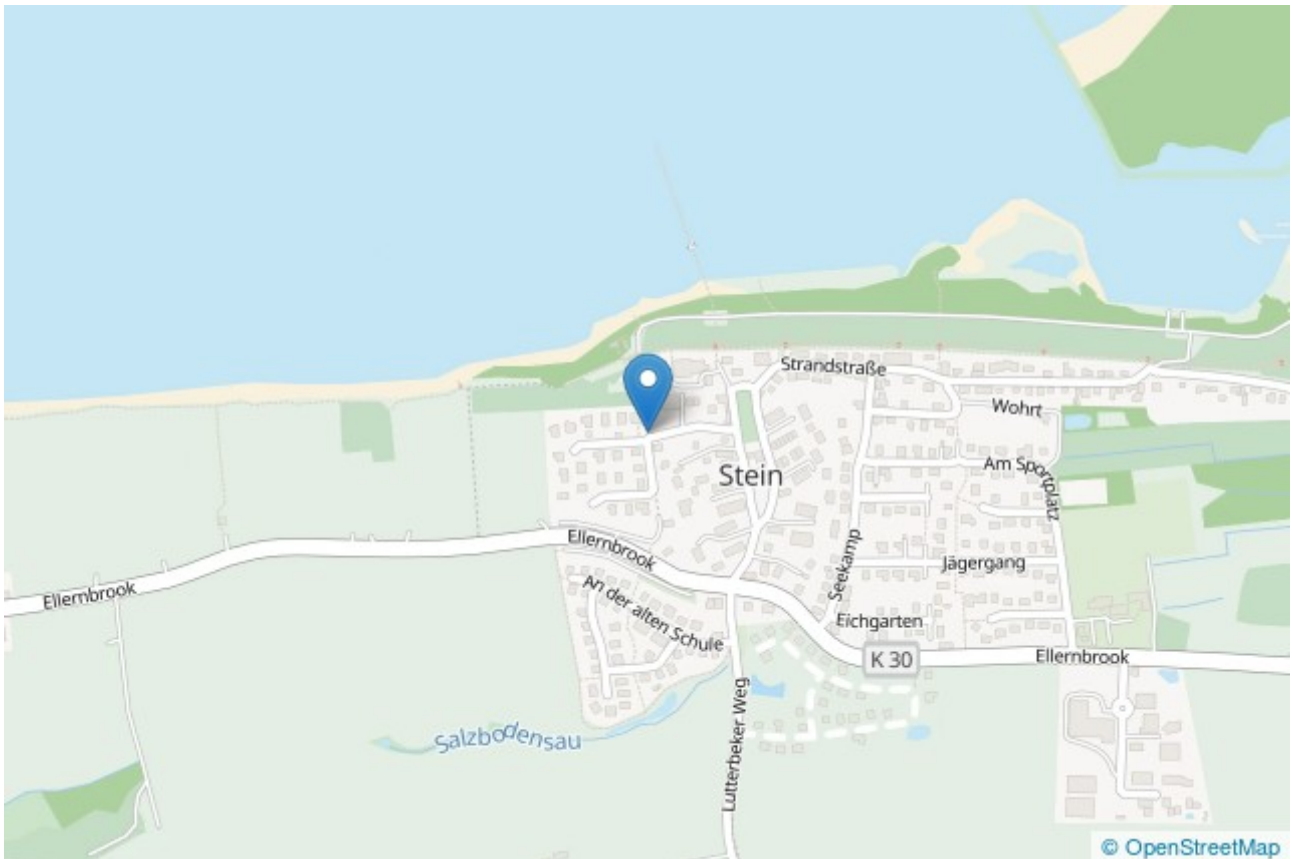 Strandstraße
Wohrt
Stein
Am Sportplatz
Ellernbrook
Seekamp
Jägergang
Ellernbrook
An der alten Schule
Eichgarten
K 30
Ellernbrook
Lutterbeker Weg
Salzbodensau
© OpenStreetMap